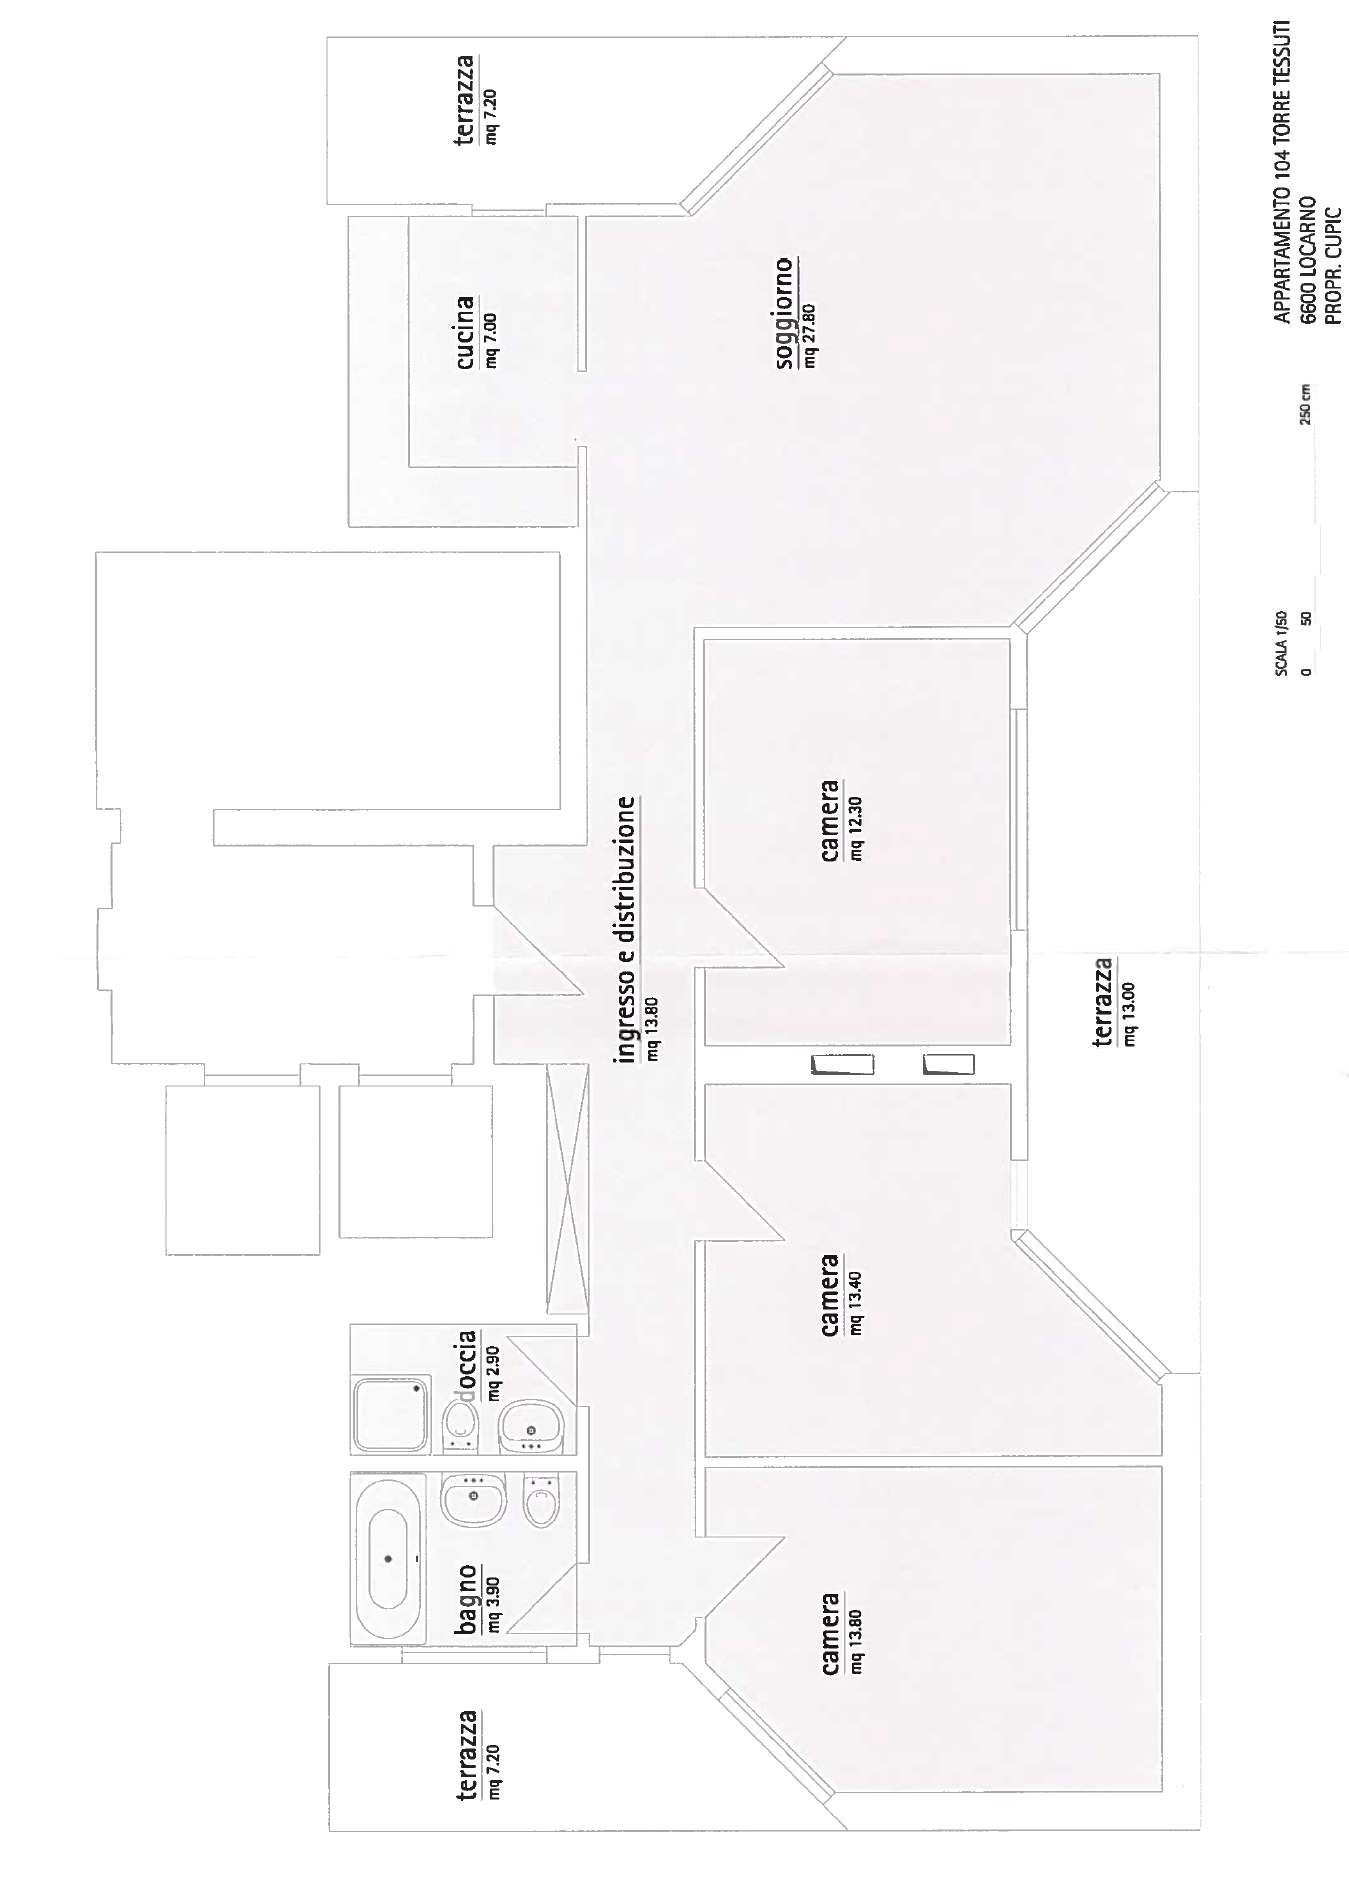 terrazza
mq 7.20
cucina
mq 7.00
soggiorno
mq 27.80
ingresso e distribuzione
mq 13.80
camera
mq 12.30
terrazza
mq 13.00
camera
mq 13.40
doccia
mq 2.90
bagno
mq 3.90
camera
mq 13.80
terrazza
mq 7.20
SCALA 1/50
0 50 250 cm
APPARTAMENTO 104 TORRE TESSUTI
6600 LOCARNO
PROPR. CUPIC